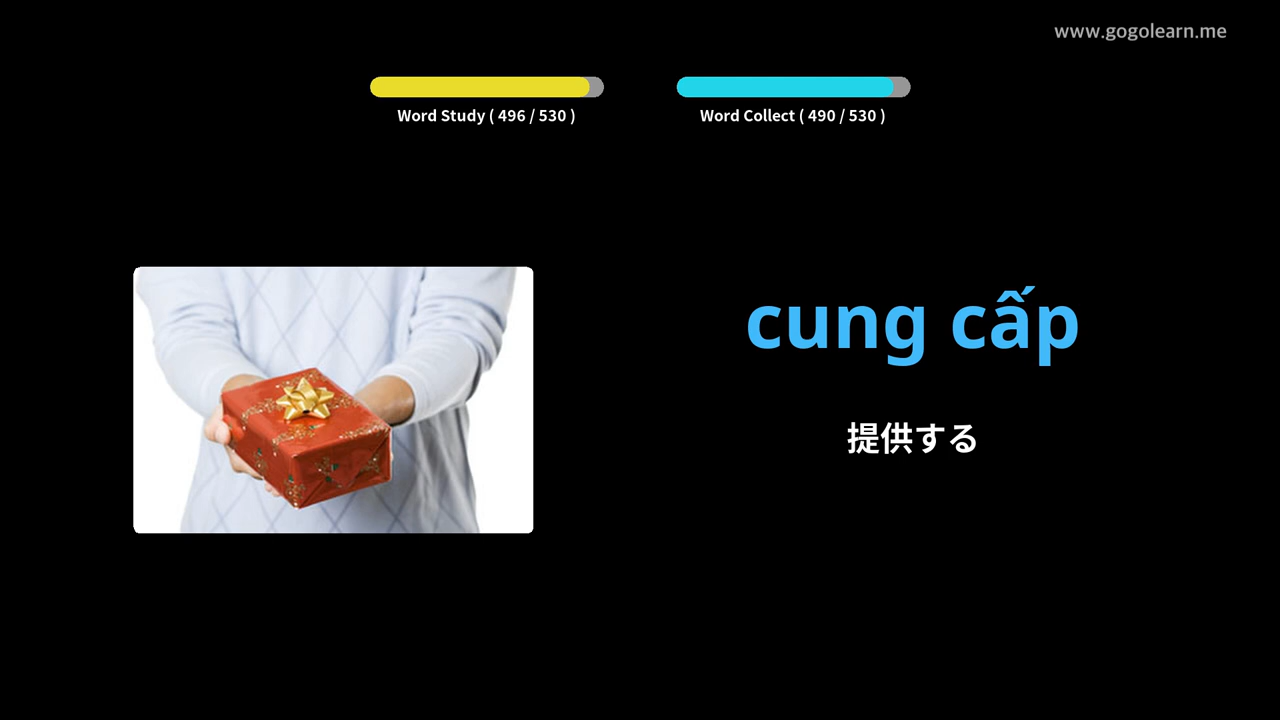 www.gogolearn.me
Word Study ( 496 / 530 )
Word Collect ( 490 / 530 )
cung cấp
提供する